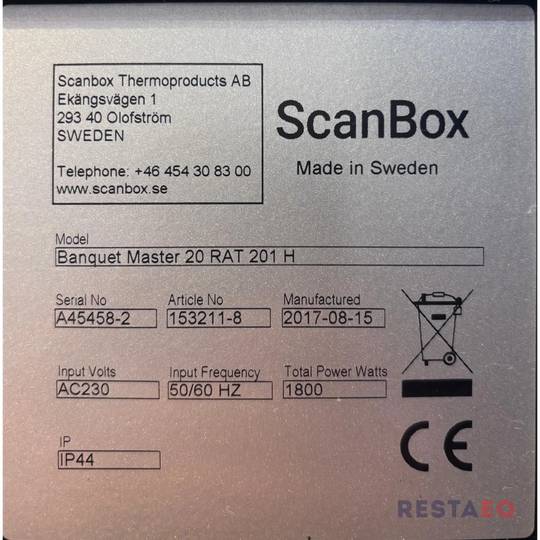 Scanbox Thermoproducts AB
Ekängsvägen 1
293 40 Olofström
SWEDEN
Telephone: +46 454 30 83 00
www.scanbox.se
ScanBox
Made in Sweden
Model
Banquet Master 20 RAT 201 H
Serial No Article No Manufactured
A45458-2 153211-8 2017-08-15
Input Volts Input Frequency Total Power Watts
AC230 50/60 HZ 1800
IP
IP44
CE
RESTAEQ